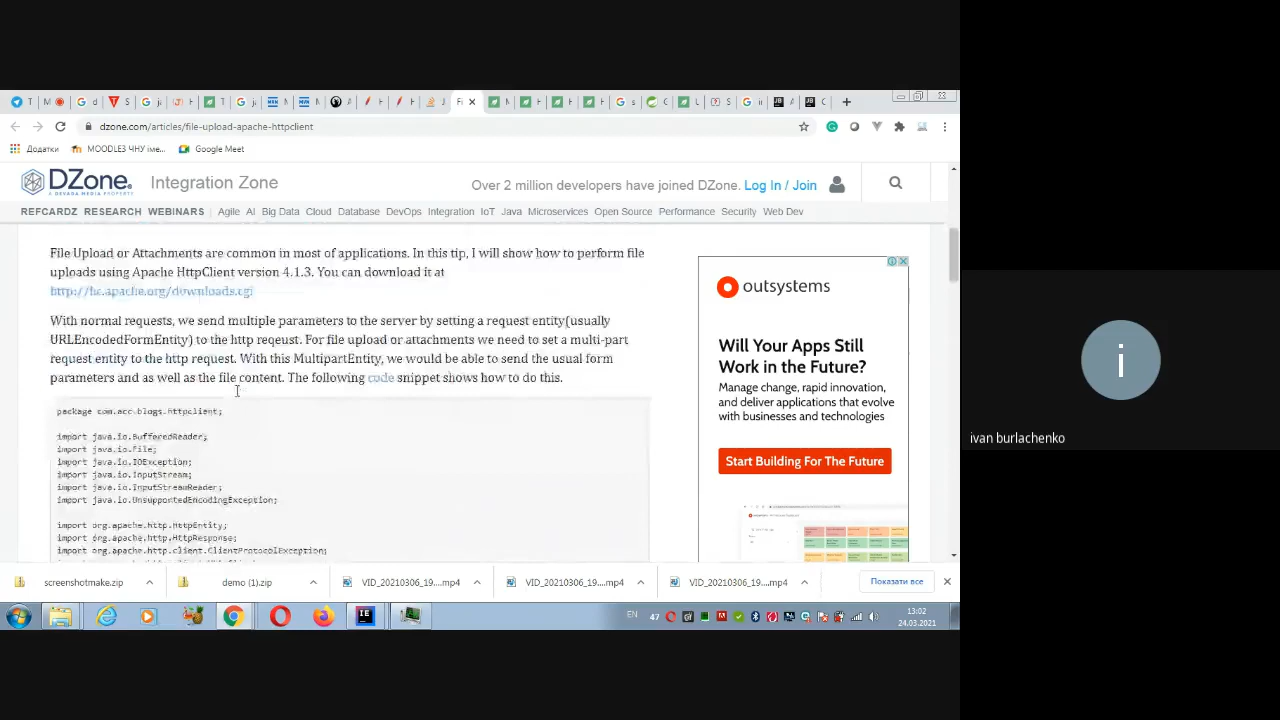 dzone.com/articles/file-upload-apache-httpclient
Додатки
MOODLE3 ЧНУ іме...
Google Meet
DZone.
A DEVADA MEDIA PROPERTY
Integration Zone
Over 2 million developers have joined DZone. Log In / Join
REFCARDZ RESEARCH WEBINARS | Agile AI Big Data Cloud Database DevOps Integration IoT Java Microservices Open Source Performance Security Web Dev
File Upload or Attachments are common in most of applications. In this tip, I will show how to perform file
uploads using Apache HttpClient version 4.1.3. You can download it at
http://hc.apache.org/downloads.cgi
With normal requests, we send multiple parameters to the server by setting a request entity(usually
URLEncodedFormEntity) to the http reqeust. For file upload or attachments we need to set a multi-part
request entity to the http request. With this MultipartEntity, we would be able to send the usual form
parameters and as well as the file content. The following code snippet shows how to do this.
package com.acc.blogs.httpclient;
import java.io.BufferedReader;
import java.io.File;
import java.io.IOException;
import java.io.InputStream;
import java.io.InputStreamReader;
import java.io.UnsupportedEncodingException;
import org.apache.http.HttpEntity;
import org.apache.http.HttpResponse;
import org.apache.http.client.ClientProtocolException;
outsystems
Will Your Apps Still
Work in the Future?
Manage change, rapid innovation,
and deliver applications that evolve
with businesses and technologies
Start Building For The Future
ivan burlachenko
i
screenshotmake.zip
demo (1).zip
VID_20210306_19....mp4
VID_20210306_19....mp4
VID_20210306_19....mp4
Показати все
EN
47
13:02
24.03.2021